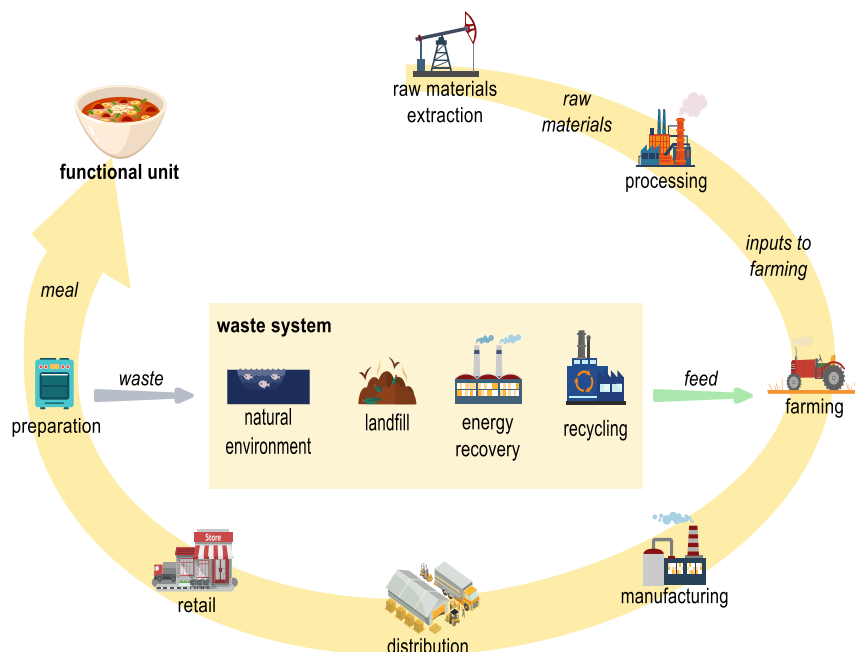 raw materials
extraction
raw
materials
processing
functional unit
inputs to
farming
meal
waste system
waste
feed
natural
environment
landfill
energy
recovery
recycling
preparation
farming
Store
retail
manufacturing
distribution